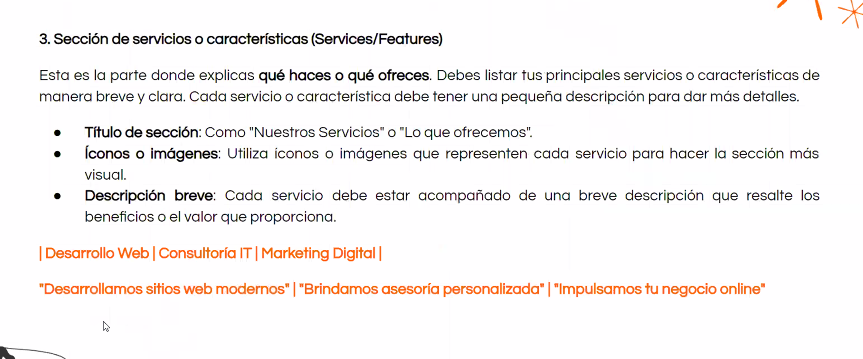 3. Sección de servicios o características (Services/Features)
Esta es la parte donde explicas qué haces o qué ofreces. Debes listar tus principales servicios o características de
manera breve y clara. Cada servicio o característica debe tener una pequeña descripción para dar más detalles.
● Título de sección: Como "Nuestros Servicios" o "Lo que ofrecemos".
● Íconos o imágenes: Utiliza íconos o imágenes que representen cada servicio para hacer la sección más
visual.
● Descripción breve: Cada servicio debe estar acompañado de una breve descripción que resalte los
beneficios o el valor que proporciona.
| Desarrollo Web | Consultoría IT | Marketing Digital |
"Desarrollamos sitios web modernos" | "Brindamos asesoría personalizada" | "Impulsamos tu negocio online"